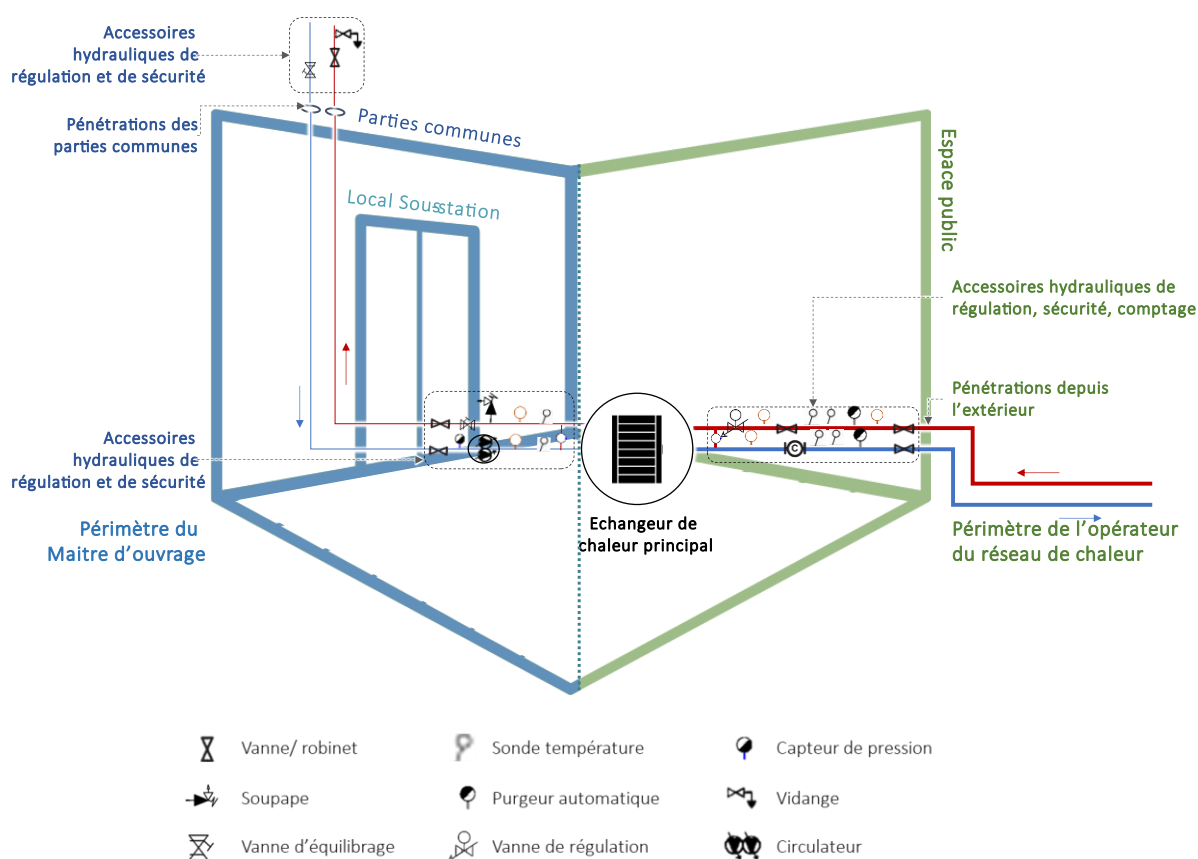 Accessoires
hydrauliques de
régulation et de sécurité
Pénétrations des
parties communes
Parties communes
Local Sous-station
Espace public
Accessoires hydrauliques de
régulation, sécurité, comptage
Pénétrations depuis
l'extérieur
Accessoires
hydrauliques de
régulation et de sécurité
C
Echangeur de
chaleur principal
Périmètre du
Maitre d'ouvrage
Périmètre de l'opérateur
du réseau de chaleur
Vanne/ robinet
Sonde température
Capteur de pression
Soupape
Purgeur automatique
Vidange
Vanne d'équilibrage
Vanne de régulation
Circulateur